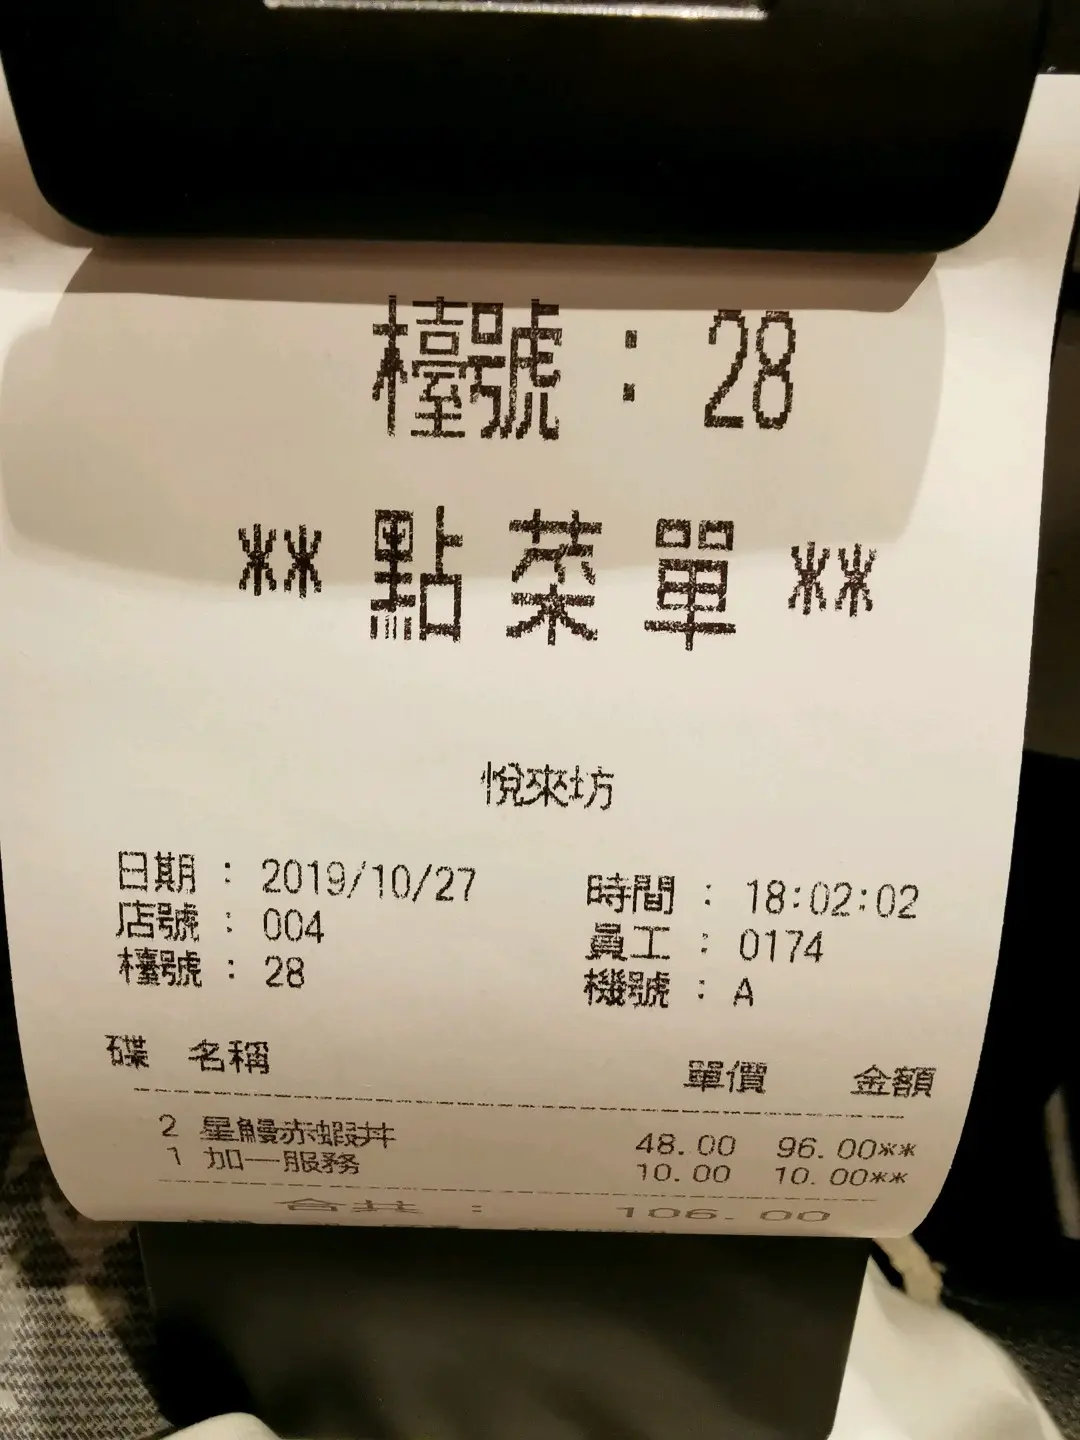 檯號 : 28
** 點菜單 **
悅來坊
日期 : 2019/10/27 時間 : 18:02:02
店號 : 004 員工 : 0174
檯號 : 28 機號 : A
碟 名稱 單價 金額
2 星鰻赤蝦丼 48.00 96.00**
1 加一服務 10.00 10.00**
合共 : 106.00